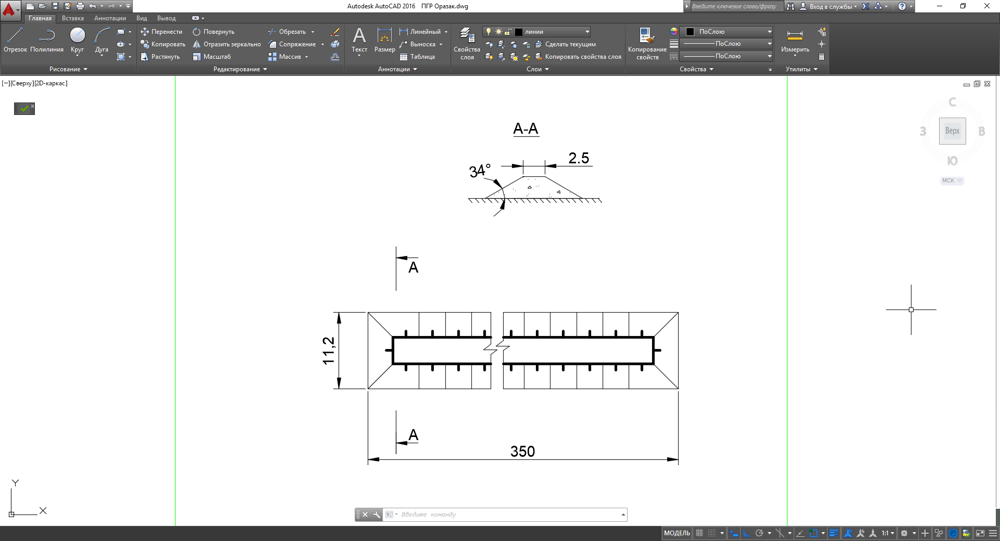 Autodesk AutoCAD 2016 ПГР Оразак.dwg
Введите ключевое слово/фразу
Вход в службы
Главная Вставка Аннотации Вид Вывод
Отрезок Полилиния Круг Дуга
Перенести Повернуть Обрезать
Копировать Отразить зеркально Сопряжение
Растянуть Масштаб Массив
Текст Размер
Линейный
Выноска
Таблица
Свойства
слоя
линии
Сделать текущим
Копировать свойства слоя
Копирование
свойств
ПоСлою
ПоСлою
ПоСлою
Измерить
Рисование Редактирование Аннотации Слои Свойства Утилиты
[−][Сверху][2D-каркас]
С
З Верх В
Ю
МСК
А-А
2.5
34°
А
11,2
А
350
Y
X
Введите команду
МОДЕЛЬ 1:1